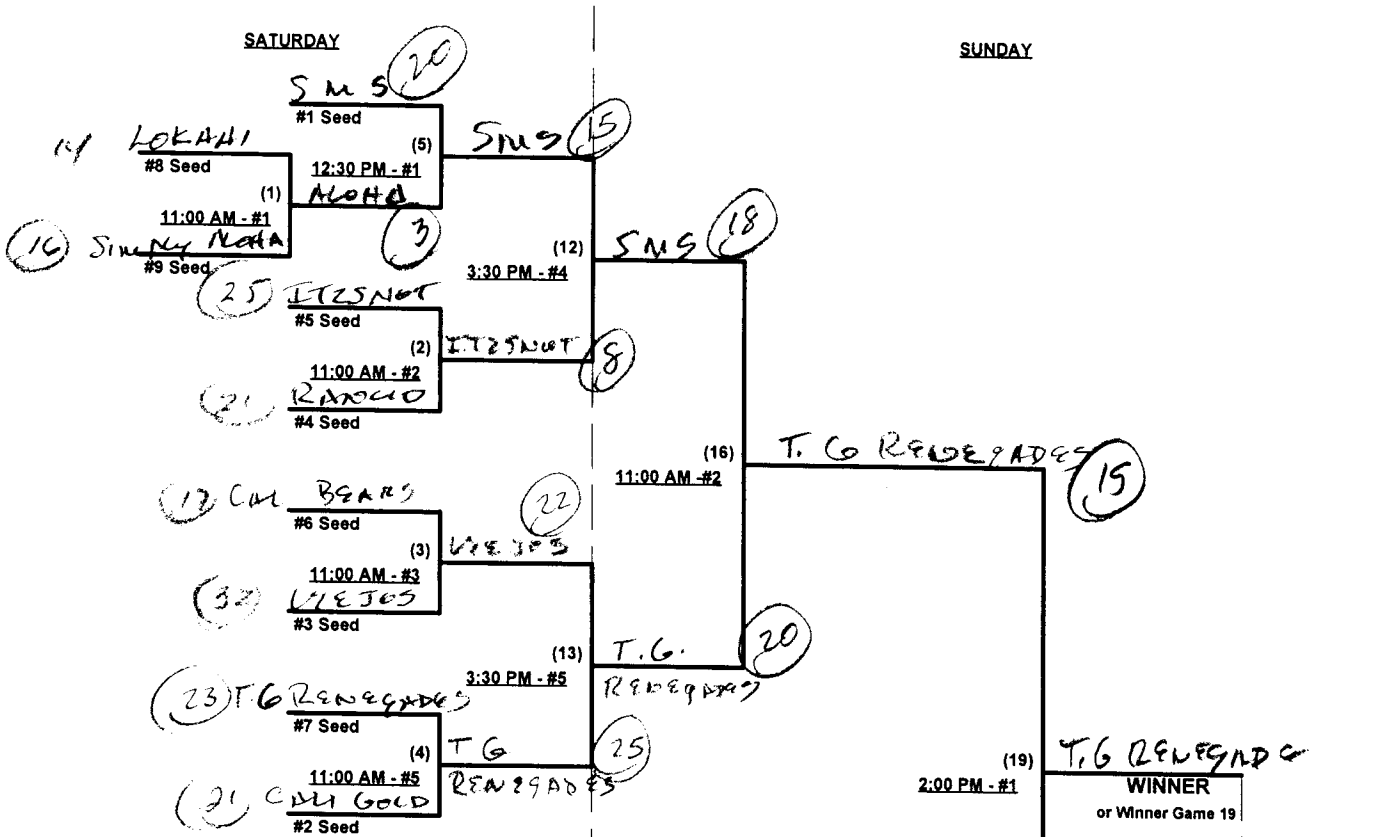 SATURDAY
SUNDAY
20
S M S
#1 Seed
14 LOKAHI
#8 Seed
(5)
SMS 15
12:30 PM - #1
(1)
ALOHA
11:00 AM - #1
3
16
#9 Seed
(12)
SMS 18
3:30 PM - #4
25 ITZSNOT
#5 Seed
(2)
ITZSNOT 8
11:00 AM - #2
21 RANCHO
#4 Seed
(16)
T. G RENEGADES 15
11:00 AM - #2
CAL BEARS
22
#6 Seed
(3)
VIEJOS
11:00 AM - #3
32 VIEJOS
#3 Seed
(13)
T.G. 20
RENEGADES
3:30 PM - #5
23 T.G RENEGADES
#7 Seed
(4)
T G 25
RENEGADES
11:00 AM - #5
21 CALI GOLD
#2 Seed
(19)
T.G RENEGADE
2:00 PM - #1
WINNER
or Winner Game 19